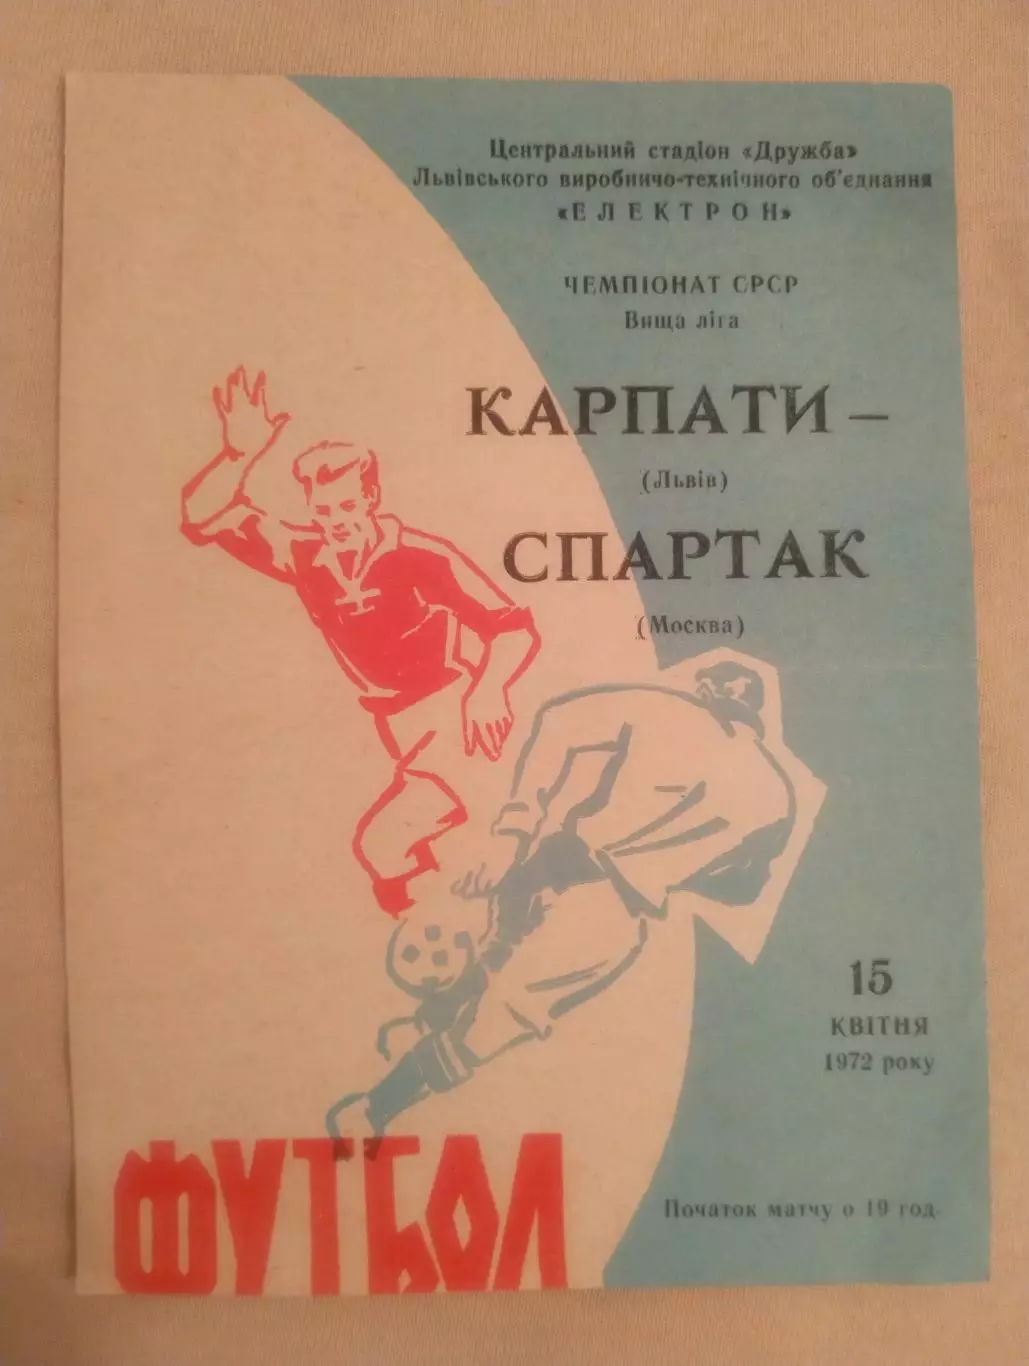 Центральний стадіон «Дружба»
Львівського виробничо-технічного об'єднання
«ЕЛЕКТРОН»
ЧЕМПІОНАТ СРСР
Вища ліга
КАРПАТИ –
(Львів)
СПАРТАК
(Москва)
15
КВІТНЯ
1972 року
ФУТБОЛ
Початок матчу о 19 год.